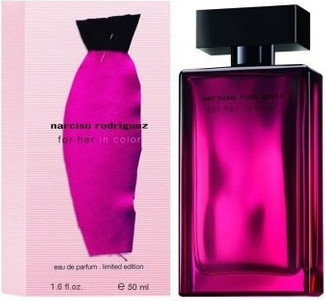 narciso rodriguez
for her in color
eau de parfum . limited edition
1.6 fl.oz. e 50 ml
narciso rodriguez
for her in color